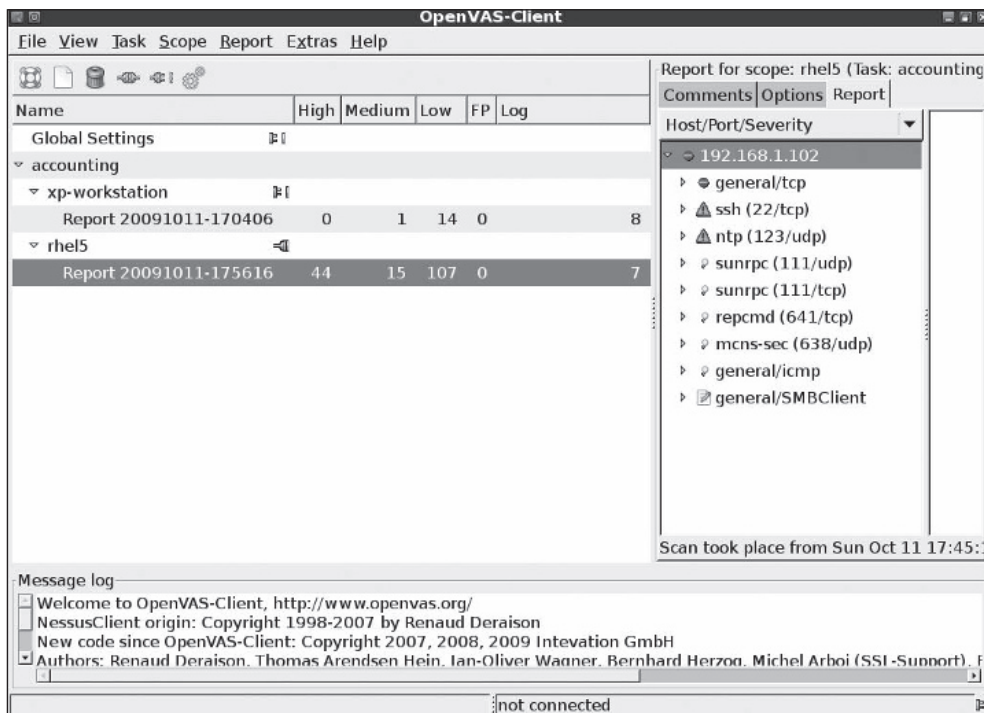 OpenVAS-Client
File View Task Scope Report Extras Help
Name High Medium Low FP Log
Global Settings
accounting
xp-workstation
Report 20091011-170406 0 1 14 0 8
rhel5
Report 20091011-175616 44 15 107 0 7
Report for scope: rhel5 (Task: accounting
Comments Options Report
Host/Port/Severity
192.168.1.102
general/tcp
ssh (22/tcp)
ntp (123/udp)
sunrpc (111/udp)
sunrpc (111/tcp)
repcmd (641/tcp)
mcns-sec (638/udp)
general/icmp
general/SMBClient
Scan took place from Sun Oct 11 17:45:
Message log
Welcome to OpenVAS-Client, http://www.openvas.org/
NessusClient origin: Copyright 1998-2007 by Renaud Deraison
New code since OpenVAS-Client: Copyright 2007, 2008, 2009 Intevation GmbH
Authors: Renaud Deraison, Thomas Arendsen Hein, Jan-Oliver Wagner, Bernhard Herzog, Michel Arboi (SSL-Support),
not connected